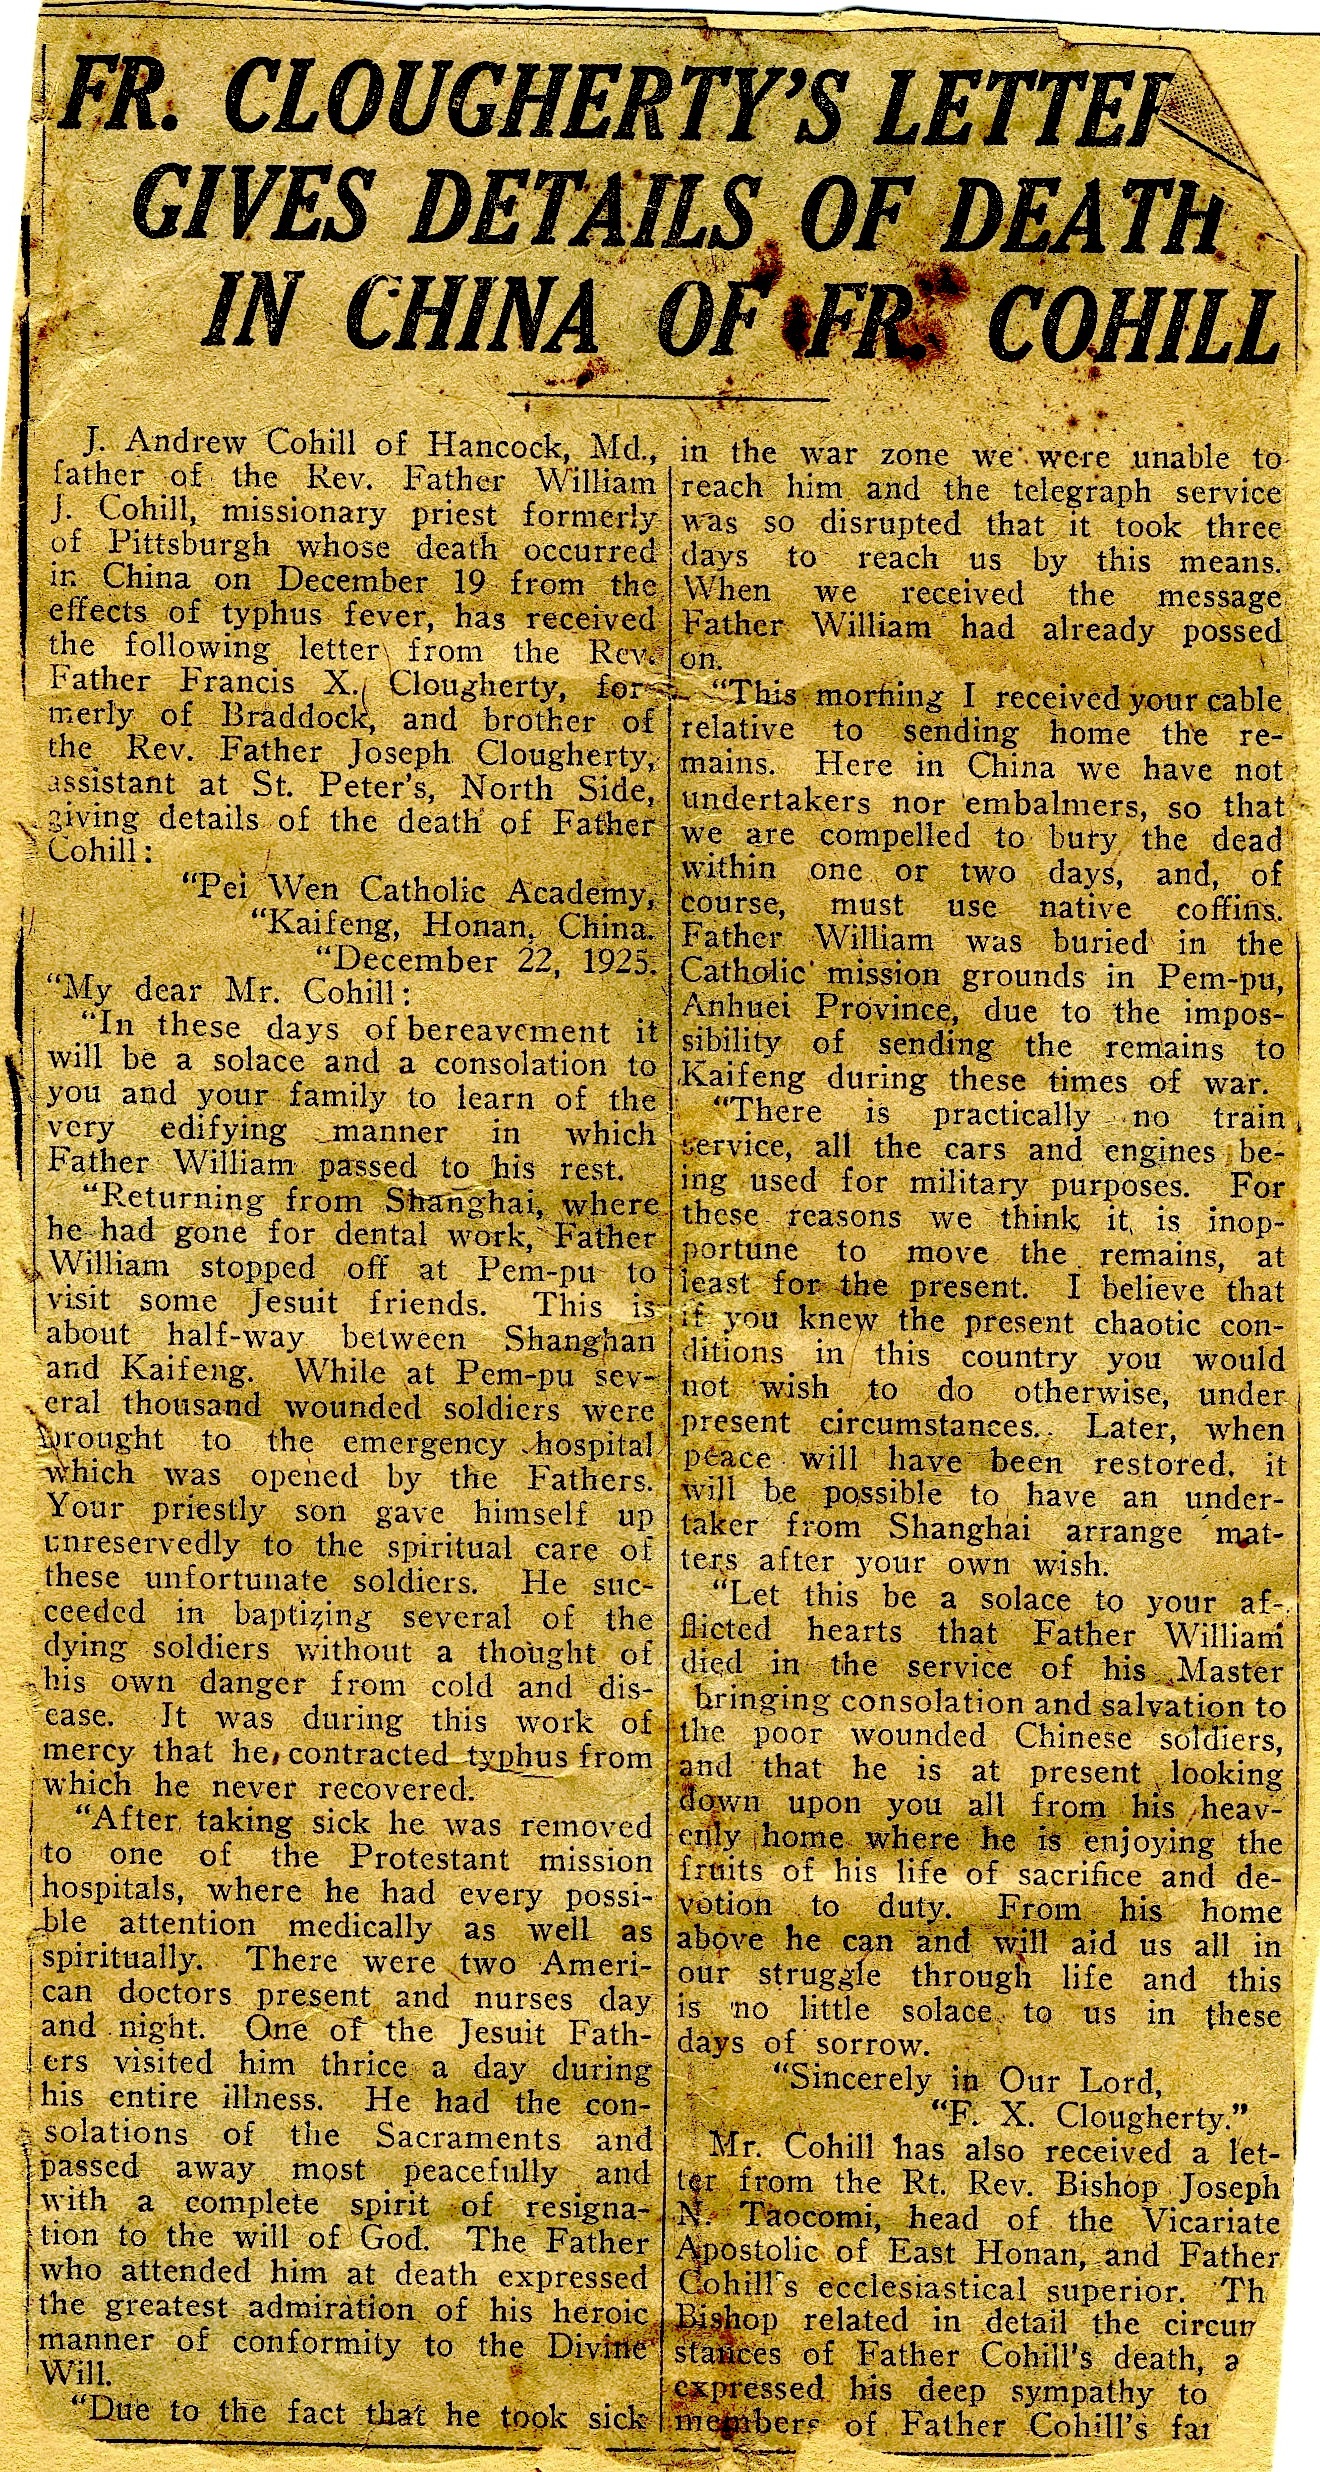 FR. CLOUGHERTY'S LETTER
GIVES DETAILS OF DEATH
IN CHINA OF FR. COHILL
J. Andrew Cohill of Hancock, Md.,
father of the Rev. Father William
J. Cohill, missionary priest formerly
of Pittsburgh whose death occurred
in China on December 19 from the
effects of typhus fever, has received
the following letter from the Rev.
Father Francis X. Clougherty, for-
merly of Braddock, and brother of
the Rev. Father Joseph Clougherty,
assistant at St. Peter's, North Side,
giving details of the death of Father
Cohill:
"Pei Wen Catholic Academy,
"Kaifeng, Honan, China.
"December 22, 1925.
"My dear Mr. Cohill:
"In these days of bereavement it
will be a solace and a consolation to
you and your family to learn of the
very edifying manner in which
Father William passed to his rest.
"Returning from Shanghai, where
he had gone for dental work, Father
William stopped off at Pem-pu to
visit some Jesuit friends. This is
about half-way between Shanghan
and Kaifeng. While at Pem-pu sev-
eral thousand wounded soldiers were
brought to the emergency hospital
which was opened by the Fathers.
Your priestly son gave himself up
unreservedly to the spiritual care of
these unfortunate soldiers. He suc-
ceeded in baptizing several of the
dying soldiers without a thought of
his own danger from cold and dis-
ease. It was during this work of
mercy that he contracted typhus from
which he never recovered.
"After taking sick he was removed
to one of the Protestant mission
hospitals, where he had every possi-
ble attention medically as well as
spiritually. There were two Ameri-
can doctors present and nurses day
and night. One of the Jesuit Fath-
ers visited him thrice a day during
his entire illness. He had the con-
solations of the Sacraments and
passed away most peacefully and
with a complete spirit of resigna-
tion to the will of God. The Father
who attended him at death expressed
the greatest admiration of his heroic
manner of conformity to the Divine
Will.
"Due to the fact that he took sick
in the war zone we were unable to
reach him and the telegraph service
was so disrupted that it took three
days to reach us by this means.
When we received the message
Father William had already possed
on.
"This morning I received your cable
relative to sending home the re-
mains. Here in China we have not
undertakers nor embalmers, so that
we are compelled to bury the dead
within one or two days, and, of
course, must use native coffins.
Father William was buried in the
Catholic mission grounds in Pem-pu,
Anhuei Province, due to the impos-
sibility of sending the remains to
Kaifeng during these times of war.
"There is practically no train
service, all the cars and engines be-
ing used for military purposes. For
these reasons we think it is inop-
portune to move the remains, at
least for the present. I believe that
if you knew the present chaotic con-
ditions in this country you would
not wish to do otherwise, under
present circumstances. Later, when
peace will have been restored, it
will be possible to have an under-
taker from Shanghai arrange mat-
ters after your own wish.
"Let this be a solace to your af-
flicted hearts that Father William
died in the service of his Master
bringing consolation and salvation to
the poor wounded Chinese soldiers,
and that he is at present looking
down upon you all from his heav-
enly home where he is enjoying the
fruits of his life of sacrifice and de-
votion to duty. From his home
above he can and will aid us all in
our struggle through life and this
is no little solace to us in these
days of sorrow.
"Sincerely in Our Lord,
"F. X. Clougherty."
Mr. Cohill has also received a let-
ter from the Rt. Rev. Bishop Joseph
N. Taocomi, head of the Vicariate
Apostolic of East Honan, and Father
Cohill's ecclesiastical superior. Th
Bishop related in detail the circum
stances of Father Cohill's death, a
expressed his deep sympathy to
members of Father Cohill's fam